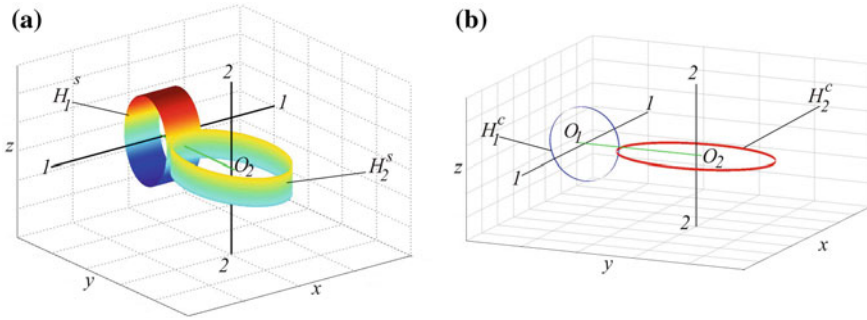 (a)
2
H₁ˢ
1
z
1
O₂
H₂ˢ
2
y
x
(b)
2
1
H₂ᶜ
H₁ᶜ
O₁
z
1
O₂
2
x
y